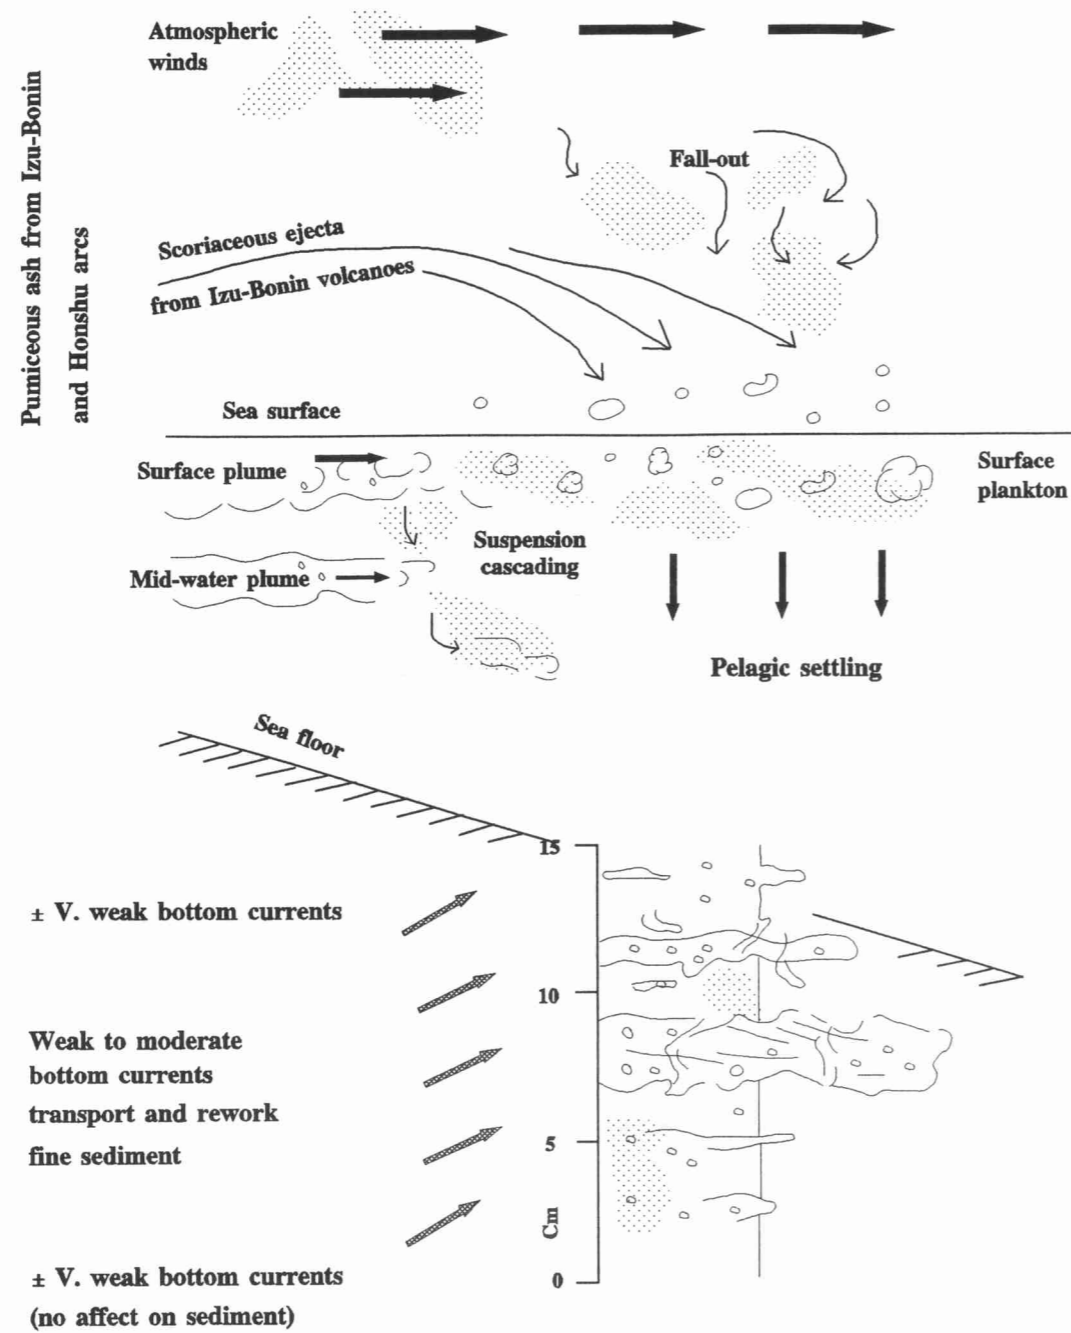 Pumiceous ash from Izu-Bonin
and Honshu arcs
Atmospheric
winds
Fall-out
Scoriaceous ejecta
from Izu-Bonin volcanoes
Sea surface
Surface plume
Surface
plankton
Suspension
cascading
Mid-water plume
Pelagic settling
Sea floor
15
± V. weak bottom currents
10
Weak to moderate
bottom currents
transport and rework
fine sediment
5
Cm
0
± V. weak bottom currents
(no affect on sediment)